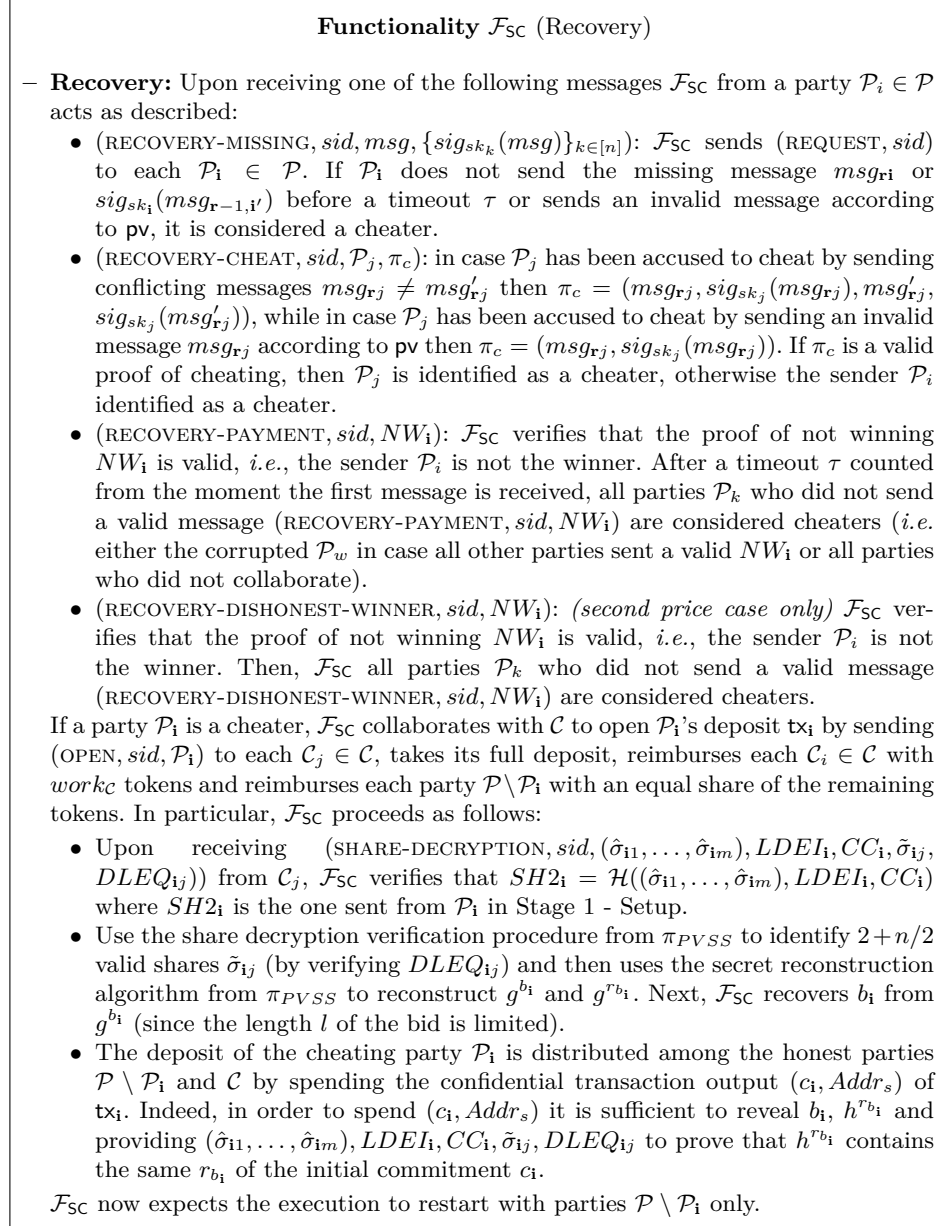 Functionality F_SC (Recovery)
– Recovery: Upon receiving one of the following messages F_SC from a party P_i ∈ P
acts as described:
• (RECOVERY-MISSING, sid, msg, {sig_{sk_k}(msg)}_{k∈[n]}): F_SC sends (REQUEST, sid)
to each P_i ∈ P. If P_i does not send the missing message msg_{ri} or
sig_{sk_i}(msg_{r−1,i′}) before a timeout τ or sends an invalid message according
to pv, it is considered a cheater.
• (RECOVERY-CHEAT, sid, P_j, π_c): in case P_j has been accused to cheat by sending
conflicting messages msg_{rj} ≠ msg′_{rj} then π_c = (msg_{rj}, sig_{sk_j}(msg_{rj}), msg′_{rj},
sig_{sk_j}(msg′_{rj})), while in case P_j has been accused to cheat by sending an invalid
message msg_{rj} according to pv then π_c = (msg_{rj}, sig_{sk_j}(msg_{rj})). If π_c is a valid
proof of cheating, then P_j is identified as a cheater, otherwise the sender P_i
identified as a cheater.
• (RECOVERY-PAYMENT, sid, NW_i): F_SC verifies that the proof of not winning
NW_i is valid, i.e., the sender P_i is not the winner. After a timeout τ counted
from the moment the first message is received, all parties P_k who did not send
a valid message (RECOVERY-PAYMENT, sid, NW_i) are considered cheaters (i.e.
either the corrupted P_w in case all other parties sent a valid NW_i or all parties
who did not collaborate).
• (RECOVERY-DISHONEST-WINNER, sid, NW_i): (second price case only) F_SC ver-
ifies that the proof of not winning NW_i is valid, i.e., the sender P_i is not
the winner. Then, F_SC all parties P_k who did not send a valid message
(RECOVERY-DISHONEST-WINNER, sid, NW_i) are considered cheaters.
If a party P_i is a cheater, F_SC collaborates with C to open P_i's deposit tx_i by sending
(OPEN, sid, P_i) to each C_j ∈ C, takes its full deposit, reimburses each C_i ∈ C with
work_C tokens and reimburses each party P\P_i with an equal share of the remaining
tokens. In particular, F_SC proceeds as follows:
• Upon receiving (SHARE-DECRYPTION, sid, (σ̂_{i1}, . . . , σ̂_{im}), LDEI_i, CC_i, σ̃_{ij},
DLEQ_{ij})) from C_j, F_SC verifies that SH2_i = H((σ̂_{i1}, . . . , σ̂_{im}), LDEI_i, CC_i)
where SH2_i is the one sent from P_i in Stage 1 - Setup.
• Use the share decryption verification procedure from π_{PVSS} to identify 2 + n/2
valid shares σ̃_{ij} (by verifying DLEQ_{ij}) and then uses the secret reconstruction
algorithm from π_{PVSS} to reconstruct g^{b_i} and g^{r_{b_i}}. Next, F_SC recovers b_i from
g^{b_i} (since the length l of the bid is limited).
• The deposit of the cheating party P_i is distributed among the honest parties
P \ P_i and C by spending the confidential transaction output (c_i, Addr_s) of
tx_i. Indeed, in order to spend (c_i, Addr_s) it is sufficient to reveal b_i, h^{r_{b_i}} and
providing (σ̂_{i1}, . . . , σ̂_{im}), LDEI_i, CC_i, σ̃_{ij}, DLEQ_{ij} to prove that h^{r_{b_i}} contains
the same r_{b_i} of the initial commitment c_i.
F_SC now expects the execution to restart with parties P \ P_i only.